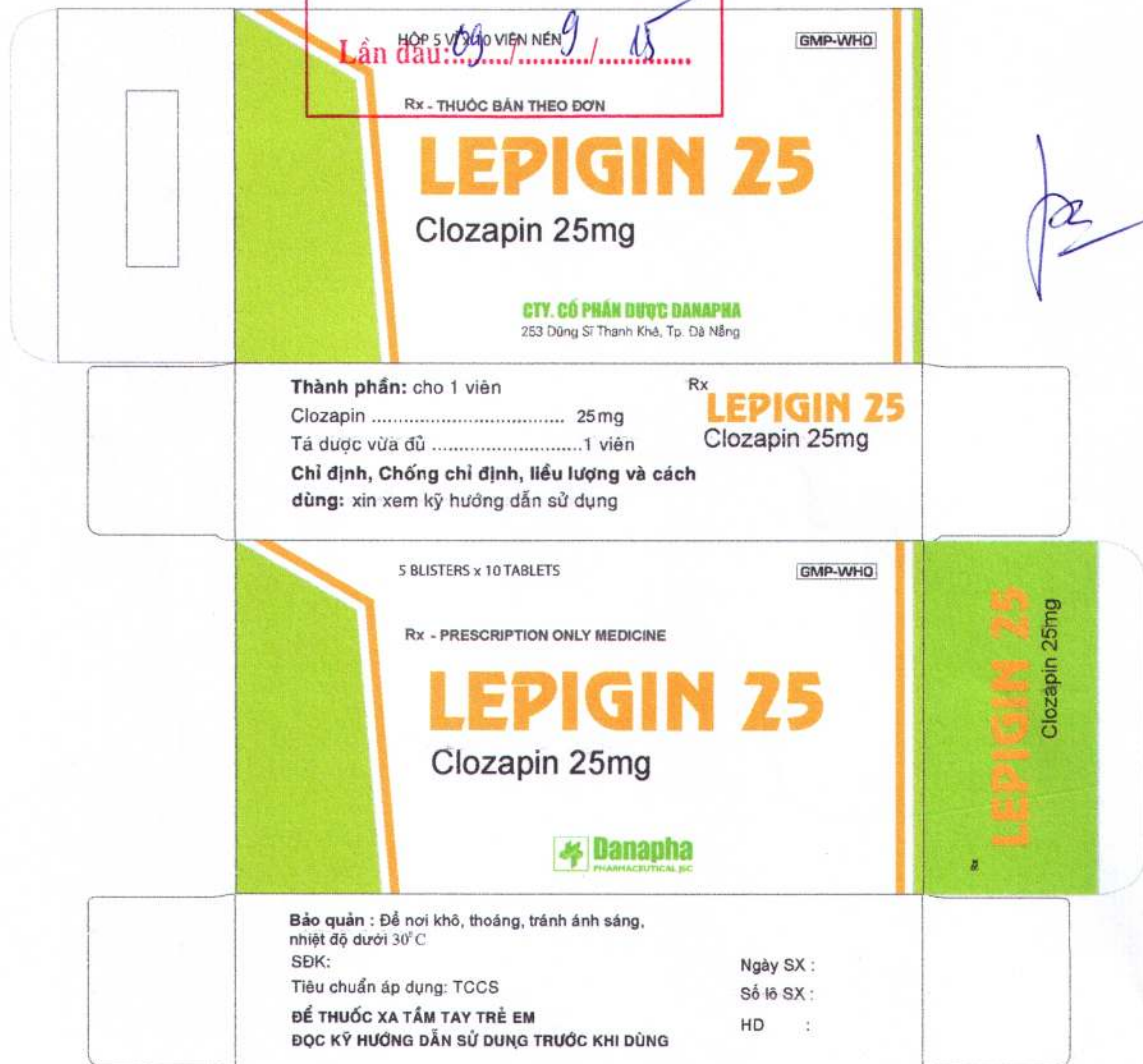 HỘP 5 VỈ X 10 VIÊN NÉN
Lần đầu: 09 / 9 / 15
GMP-WHO
Rx - THUỐC BÁN THEO ĐƠN
LEPIGIN 25
Clozapin 25mg
CTY. CỔ PHẦN DƯỢC DANAPHA
253 Dũng Sĩ Thanh Khê, Tp. Đà Nẵng
Thành phần: cho 1 viên
Clozapin .................................. 25mg
Tá dược vừa đủ ...........................1 viên
Chỉ định, Chống chỉ định, liều lượng và cách
dùng: xin xem kỹ hướng dẫn sử dụng
Rx
LEPIGIN 25
Clozapin 25mg
5 BLISTERS x 10 TABLETS
GMP-WHO
Rx - PRESCRIPTION ONLY MEDICINE
LEPIGIN 25
Clozapin 25mg
Danapha
PHARMACEUTICAL JSC
Rx
LEPIGIN 25
Clozapin 25mg
Bảo quản : Để nơi khô, thoáng, tránh ánh sáng,
nhiệt độ dưới 30°C
SĐK:
Tiêu chuẩn áp dụng: TCCS
ĐỂ THUỐC XA TẦM TAY TRẺ EM
ĐỌC KỸ HƯỚNG DẪN SỬ DỤNG TRƯỚC KHI DÙNG
Ngày SX :
Số lô SX :
HD :